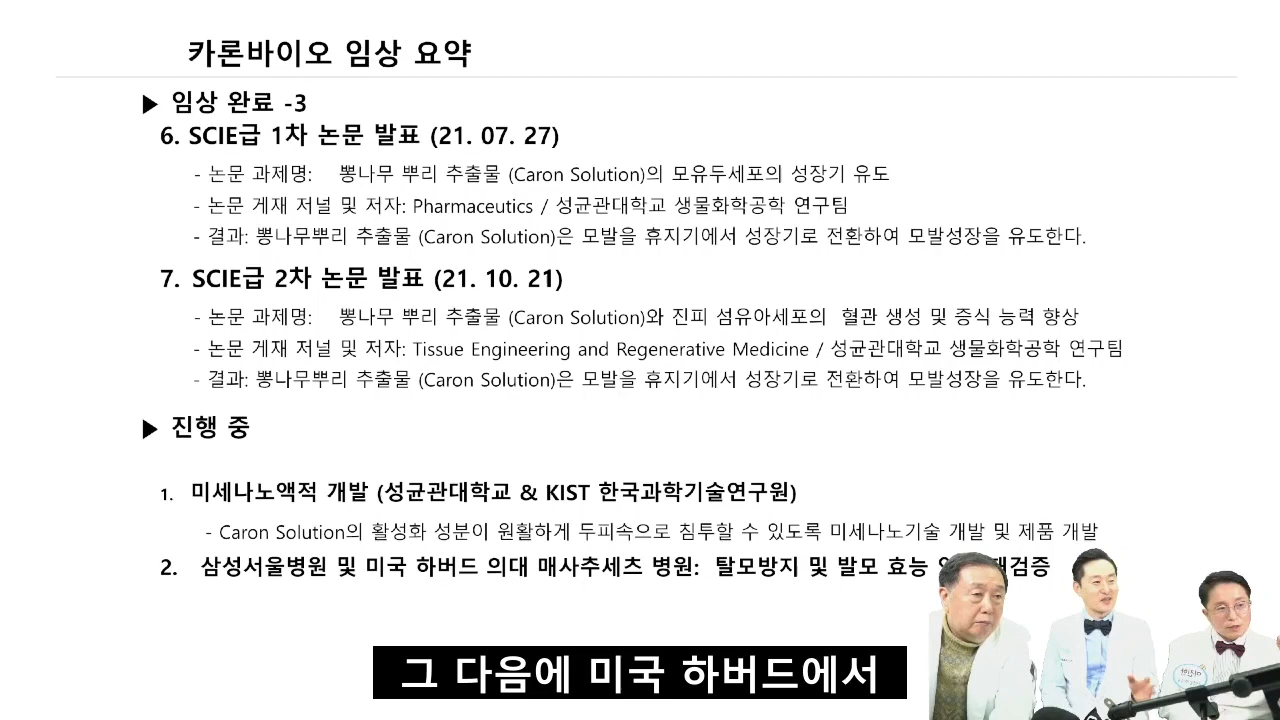 카론바이오 임상 요약
▶ 임상 완료 -3
6. SCIE급 1차 논문 발표 (21. 07. 27)
- 논문 과제명: 뽕나무 뿌리 추출물 (Caron Solution)의 모유두세포의 성장기 유도
- 논문 게재 저널 및 저자: Pharmaceutics / 성균관대학교 생물화학공학 연구팀
- 결과: 뽕나무뿌리 추출물 (Caron Solution)은 모발을 휴지기에서 성장기로 전환하여 모발성장을 유도한다.
7. SCIE급 2차 논문 발표 (21. 10. 21)
- 논문 과제명: 뽕나무 뿌리 추출물 (Caron Solution)와 진피 섬유아세포의 혈관 생성 및 증식 능력 향상
- 논문 게재 저널 및 저자: Tissue Engineering and Regenerative Medicine / 성균관대학교 생물화학공학 연구팀
- 결과: 뽕나무뿌리 추출물 (Caron Solution)은 모발을 휴지기에서 성장기로 전환하여 모발성장을 유도한다.
▶ 진행 중
1. 미세나노액적 개발 (성균관대학교 & KIST 한국과학기술연구원)
- Caron Solution의 활성화 성분이 원활하게 두피속으로 침투할 수 있도록 미세나노기술 개발 및 제품 개발
2. 삼성서울병원 및 미국 하버드 의대 매사추세츠 병원: 탈모방지 및 발모 효능
그 다음에 미국 하버드에서